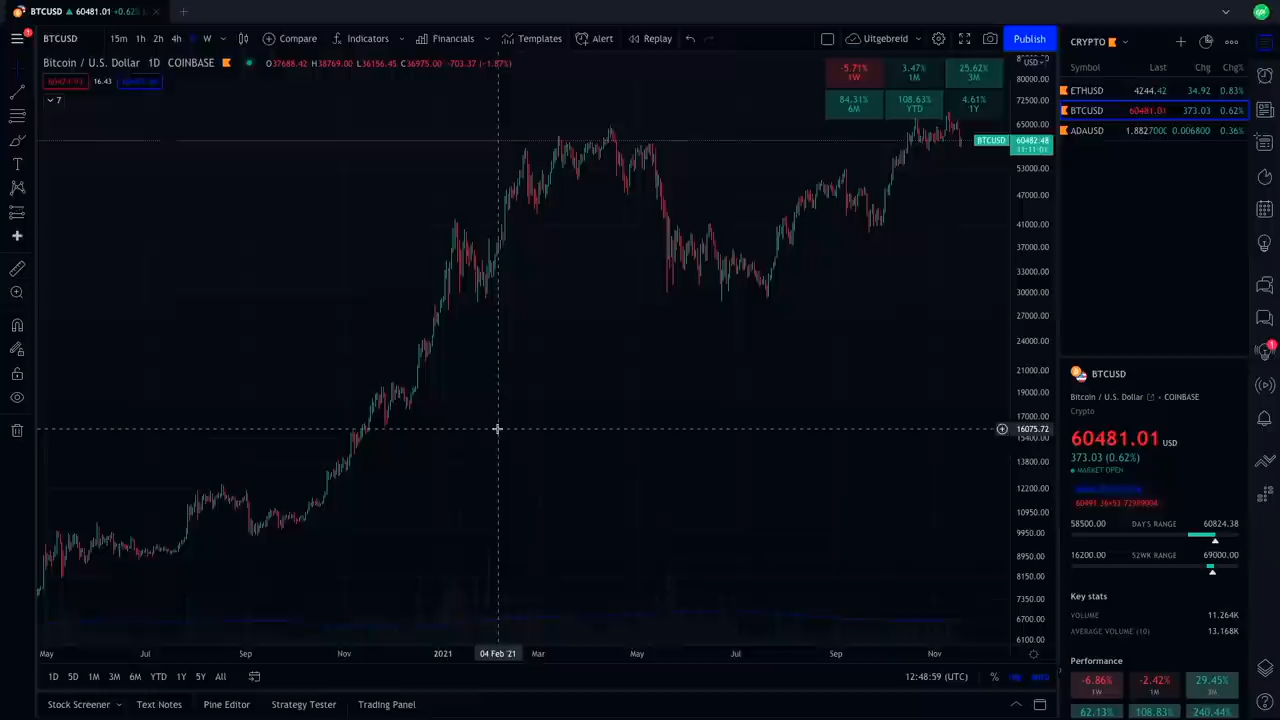 BTCUSD ▲ 60481.01 +0.62%
BTCUSD 15m 1h 2h 4h W Compare Indicators Financials Templates Alert Replay Uitgebreid Publish
Bitcoin / U.S. Dollar 1D COINBASE O37688.42 H38769.00 L36156.45 C36975.00 -703.37 (-1.87%)
16.43
7
-5.71% 3.47% 25.62%
1W 1M 3M
84.31% 108.63% 4.61%
6M YTD 1Y
USD
80000.00
72500.00
65000.00
BTCUSD 60482.48
11:11:01
53000.00
47000.00
41000.00
37000.00
33000.00
30000.00
27000.00
24000.00
21000.00
19000.00
17000.00
16075.72
15400.00
13800.00
12200.00
10950.00
9950.00
8950.00
8150.00
7350.00
6700.00
6100.00
May Jul Sep Nov 2021 04 Feb '21 Mar May Jul Sep Nov
1D 5D 1M 3M 6M YTD 1Y 5Y All 12:48:59 (UTC) %
Stock Screener Text Notes Pine Editor Strategy Tester Trading Panel
CRYPTO
Symbol Last Chg Chg%
ETHUSD 4244.42 34.92 0.83%
BTCUSD 60481.01 373.03 0.62%
ADAUSD 1.882700 0.006800 0.36%
BTCUSD
Bitcoin / U.S. Dollar • COINBASE
Crypto
60481.01 USD
373.03 (0.62%)
MARKET OPEN
58500.00 DAY'S RANGE 60824.38
16200.00 52WK RANGE 69000.00
Key stats
VOLUME 11.264K
AVERAGE VOLUME (10) 13.168K
Performance
-6.86% -2.42% 29.45%
1W 1M 3M
62.13% 108.83% 240.44%